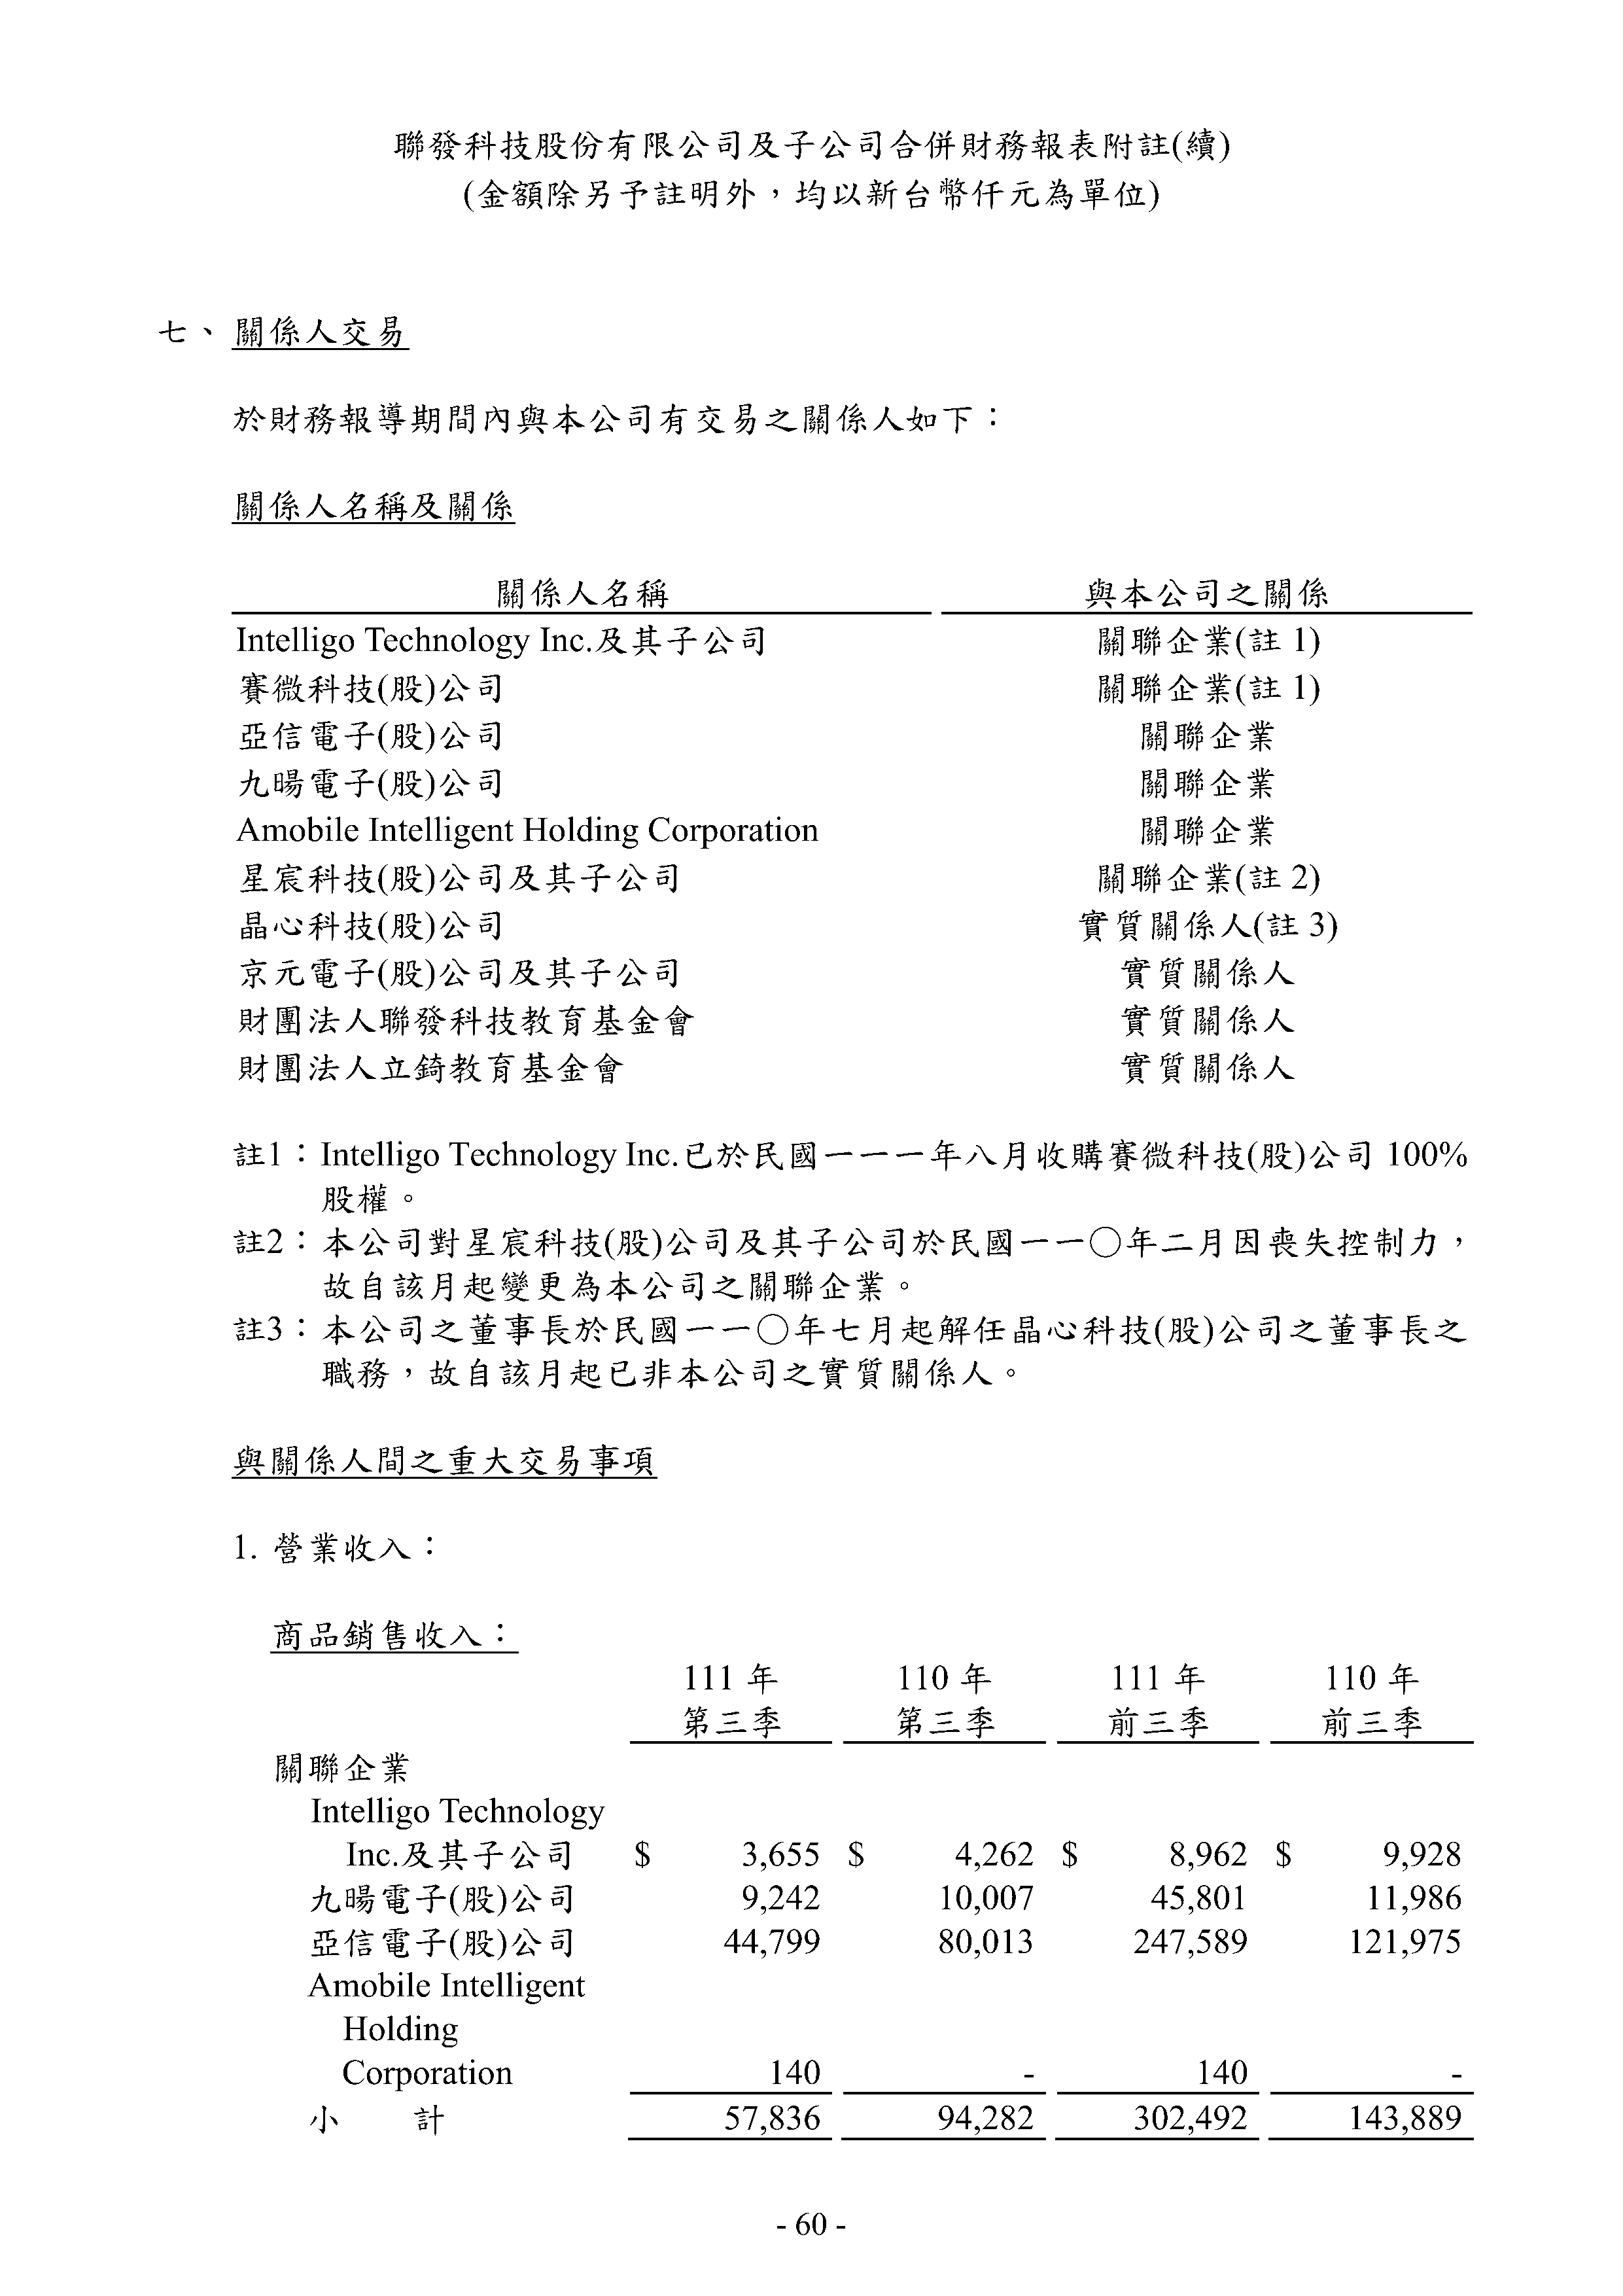 聯發科技股份有限公司及子公司合併財務報表附註(續)
(金額除另予註明外，均以新台幣仟元為單位)
七、關係人交易
於財務報導期間內與本公司有交易之關係人如下：
關係人名稱及關係
關係人名稱 與本公司之關係
Intelligo Technology Inc.及其子公司 關聯企業(註 1)
賽微科技(股)公司 關聯企業(註 1)
亞信電子(股)公司 關聯企業
九暘電子(股)公司 關聯企業
Amobile Intelligent Holding Corporation 關聯企業
星宸科技(股)公司及其子公司 關聯企業(註 2)
晶心科技(股)公司 實質關係人(註 3)
京元電子(股)公司及其子公司 實質關係人
財團法人聯發科技教育基金會 實質關係人
財團法人立錡教育基金會 實質關係人
註1：Intelligo Technology Inc.已於民國一一一年八月收購賽微科技(股)公司 100%
股權。
註2：本公司對星宸科技(股)公司及其子公司於民國一一〇年二月因喪失控制力，
故自該月起變更為本公司之關聯企業。
註3：本公司之董事長於民國一一〇年七月起解任晶心科技(股)公司之董事長之
職務，故自該月起已非本公司之實質關係人。
與關係人間之重大交易事項
1. 營業收入：
商品銷售收入：
111 年 110 年 111 年 110 年
第三季 第三季 前三季 前三季
關聯企業
Intelligo Technology
Inc.及其子公司 $ 3,655 $ 4,262 $ 8,962 $ 9,928
九暘電子(股)公司 9,242 10,007 45,801 11,986
亞信電子(股)公司 44,799 80,013 247,589 121,975
Amobile Intelligent
Holding
Corporation 140 - 140 -
小 計 57,836 94,282 302,492 143,889
- 60 -